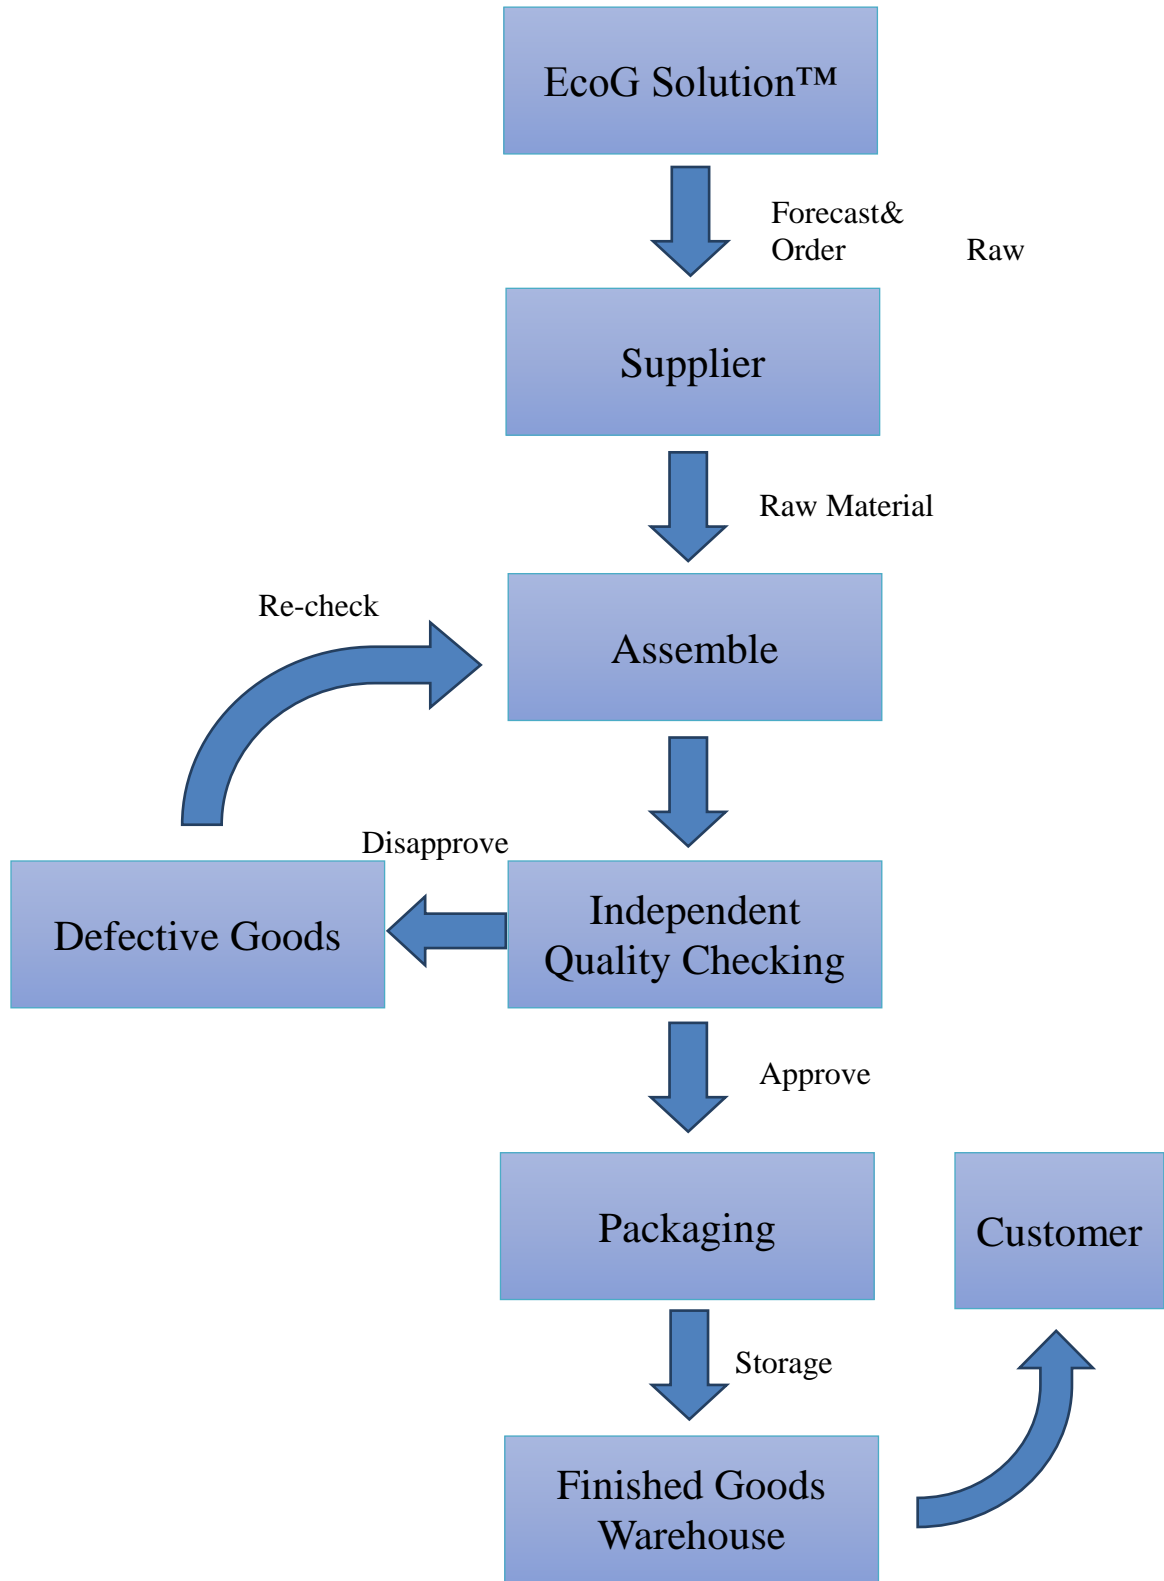 EcoG Solution™
Forecast&
Order Raw
Supplier
Raw Material
Re-check
Assemble
Disapprove
Defective Goods
Independent
Quality Checking
Approve
Packaging
Customer
Storage
Finished Goods
Warehouse